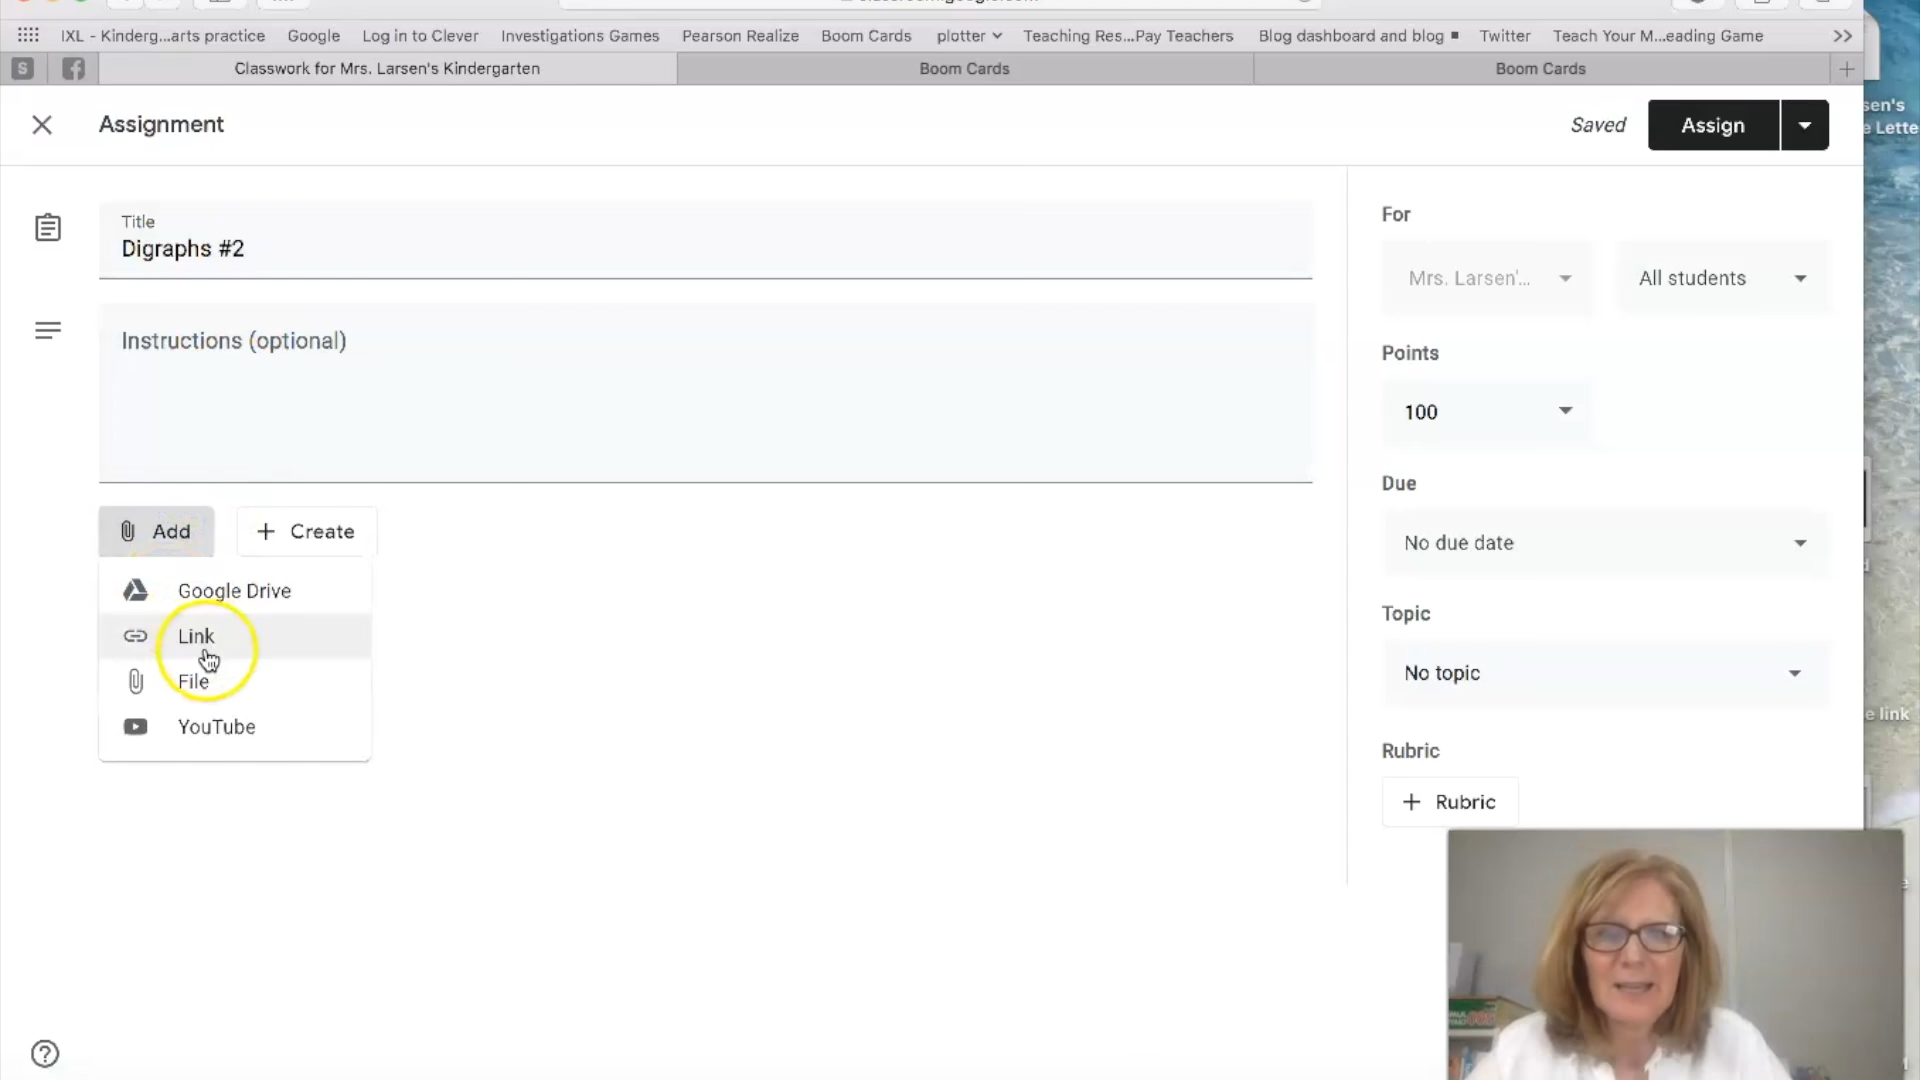 IXL - Kinderg...arts practice Google Log in to Clever Investigations Games Pearson Realize Boom Cards plotter Teaching Res...Pay Teachers Blog dashboard and blog Twitter Teach Your M...eading Game
S Classwork for Mrs. Larsen's Kindergarten Boom Cards Boom Cards
Assignment
Saved
Assign
Title
Digraphs #2
Instructions (optional)
Add
Create
Google Drive
Link
File
YouTube
For
Mrs. Larsen'...
All students
Points
100
Due
No due date
Topic
No topic
Rubric
Rubric
sen's
e Lette
e link